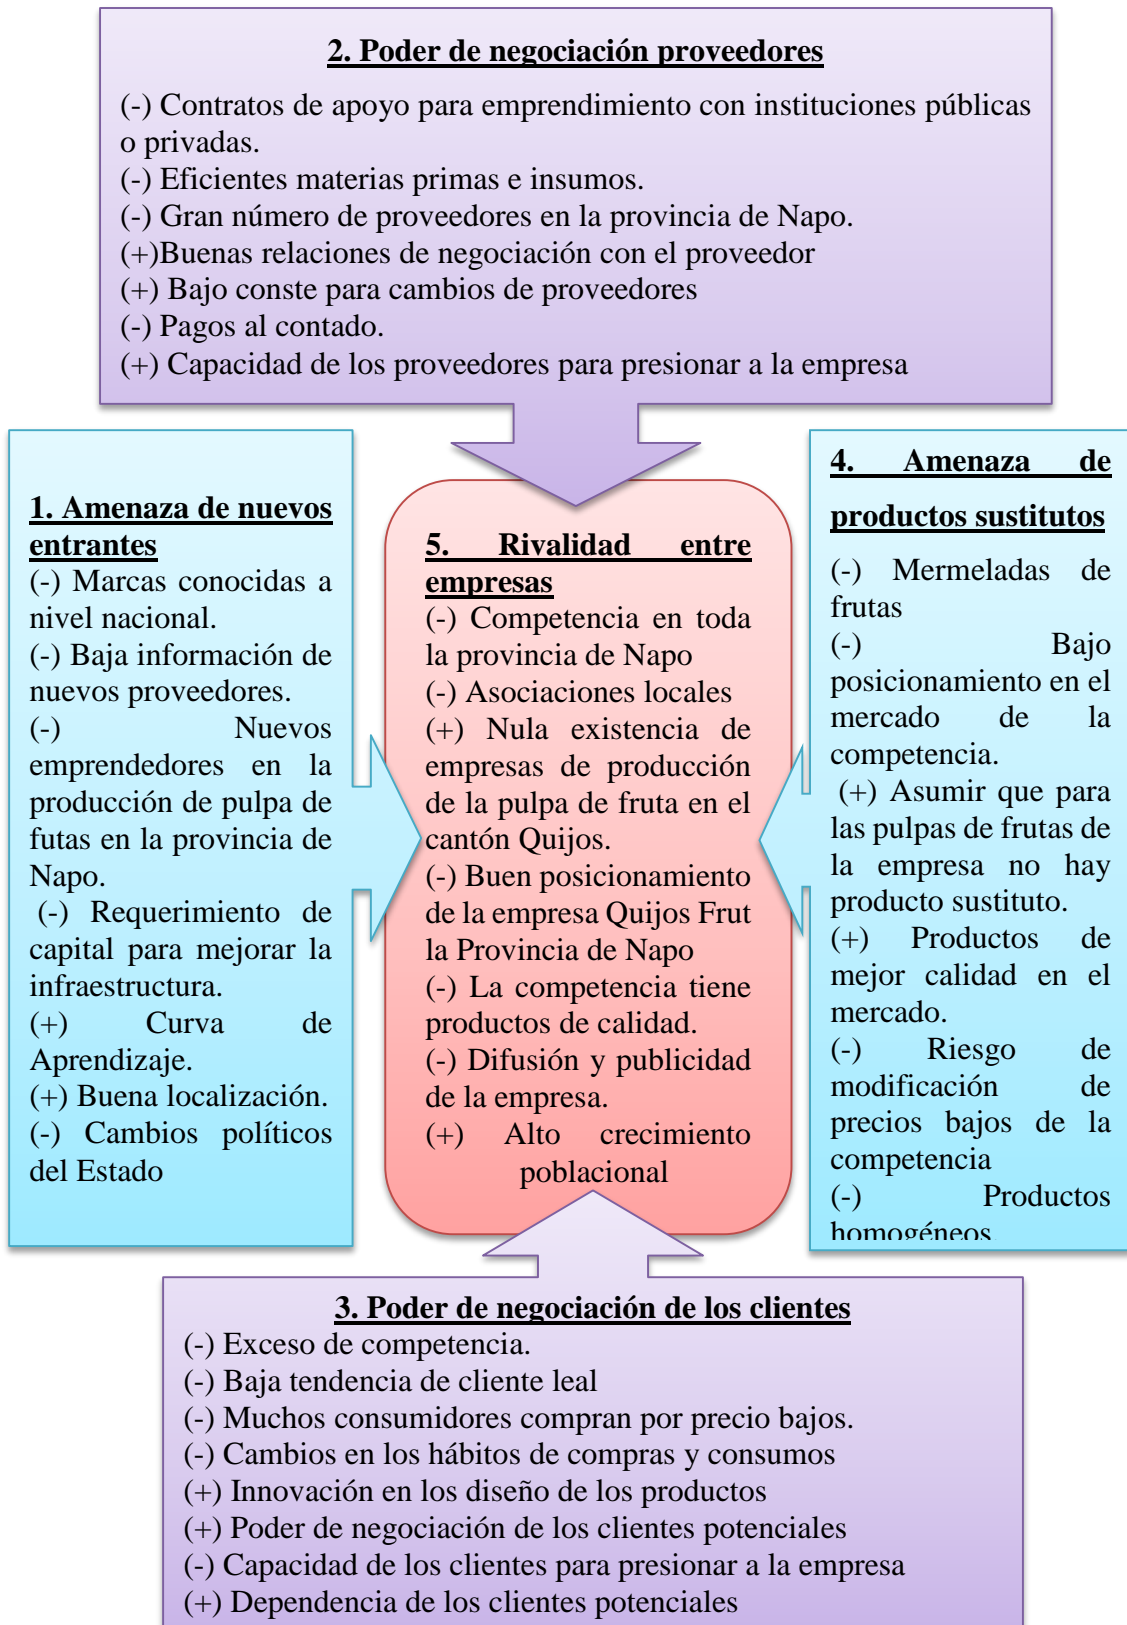 2. Poder de negociación proveedores
(-) Contratos de apoyo para emprendimiento con instituciones públicas
o privadas.
(-) Eficientes materias primas e insumos.
(-) Gran número de proveedores en la provincia de Napo.
(+)Buenas relaciones de negociación con el proveedor
(+) Bajo conste para cambios de proveedores
(-) Pagos al contado.
(+) Capacidad de los proveedores para presionar a la empresa
1. Amenaza de nuevos
entrantes
(-) Marcas conocidas a
nivel nacional.
(-) Baja información de
nuevos proveedores.
(-) Nuevos
emprendedores en la
producción de pulpa de
futas en la provincia de
Napo.
(-) Requerimiento de
capital para mejorar la
infraestructura.
(+) Curva de
Aprendizaje.
(+) Buena localización.
(-) Cambios políticos
del Estado
5. Rivalidad entre
empresas
(-) Competencia en toda
la provincia de Napo
(-) Asociaciones locales
(+) Nula existencia de
empresas de producción
de la pulpa de fruta en el
cantón Quijos.
(-) Buen posicionamiento
de la empresa Quijos Frut
la Provincia de Napo
(-) La competencia tiene
productos de calidad.
(-) Difusión y publicidad
de la empresa.
(+) Alto crecimiento
poblacional
4. Amenaza de
productos sustitutos
(-) Mermeladas de
frutas
(-) Bajo
posicionamiento en el
mercado de la
competencia.
(+) Asumir que para
las pulpas de frutas de
la empresa no hay
producto sustituto.
(+) Productos de
mejor calidad en el
mercado.
(-) Riesgo de
modificación de
precios bajos de la
competencia
(-) Productos
homogéneos.
3. Poder de negociación de los clientes
(-) Exceso de competencia.
(-) Baja tendencia de cliente leal
(-) Muchos consumidores compran por precio bajos.
(-) Cambios en los hábitos de compras y consumos
(+) Innovación en los diseño de los productos
(+) Poder de negociación de los clientes potenciales
(-) Capacidad de los clientes para presionar a la empresa
(+) Dependencia de los clientes potenciales